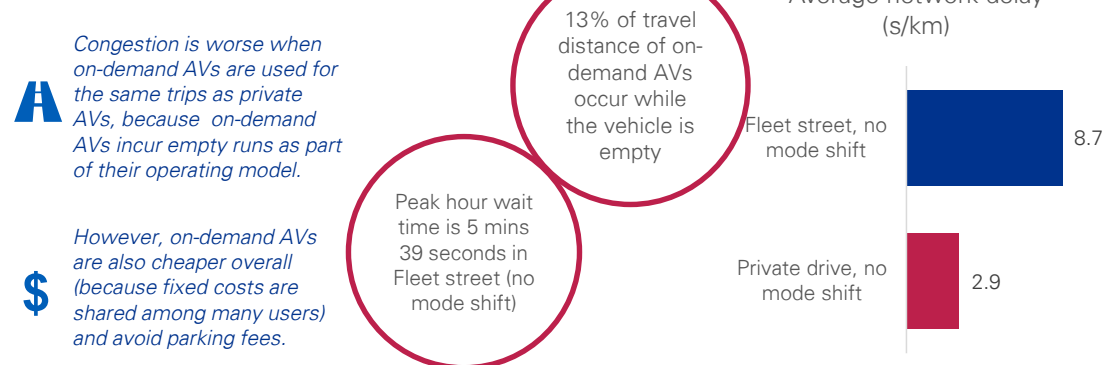 Congestion is worse when
on-demand AVs are used for
the same trips as private
AVs, because on-demand
AVs incur empty runs as part
of their operating model.
However, on-demand AVs
are also cheaper overall
(because fixed costs are
shared among many users)
and avoid parking fees.
13% of travel
distance of on-
demand AVs
occur while
the vehicle is
empty
Peak hour wait
time is 5 mins
39 seconds in
Fleet street (no
mode shift)
Average network delay
(s/km)
Fleet street, no
mode shift
8.7
Private drive, no
mode shift
2.9